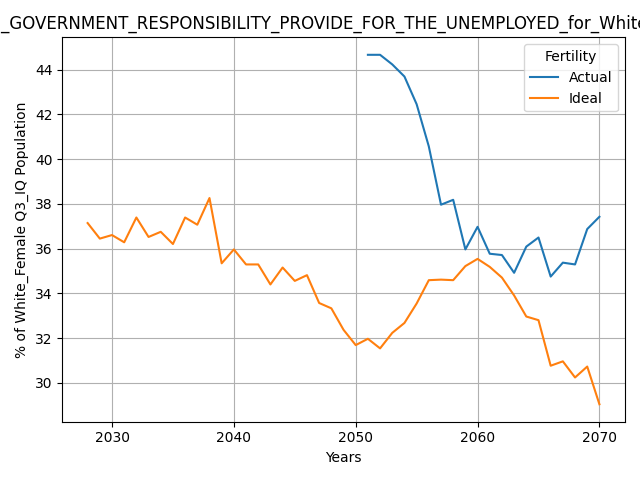 _GOVERNMENT_RESPONSIBILITY_PROVIDE_FOR_THE_UNEMPLOYED_for_White
Fertility
Actual
Ideal
44
42
40
38
36
34
32
30
% of White_Female Q3_IQ Population
2030
2040
2050
2060
2070
Years